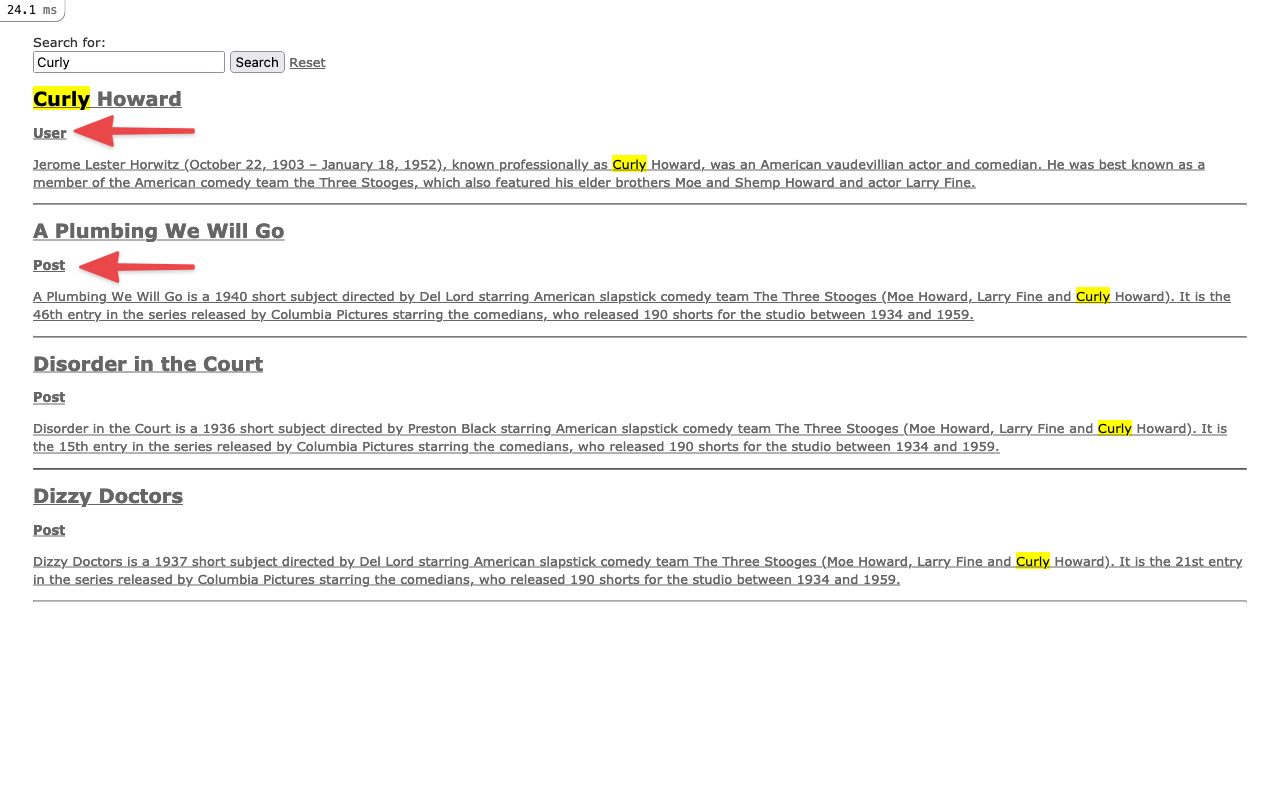 24.1 ms
Search for:
Curly Search Reset
Curly Howard
User
Jerome Lester Horwitz (October 22, 1903 – January 18, 1952), known professionally as Curly Howard, was an American vaudevillian actor and comedian. He was best known as a
member of the American comedy team the Three Stooges, which also featured his elder brothers Moe and Shemp Howard and actor Larry Fine.
A Plumbing We Will Go
Post
A Plumbing We Will Go is a 1940 short subject directed by Del Lord starring American slapstick comedy team The Three Stooges (Moe Howard, Larry Fine and Curly Howard). It is the
46th entry in the series released by Columbia Pictures starring the comedians, who released 190 shorts for the studio between 1934 and 1959.
Disorder in the Court
Post
Disorder in the Court is a 1936 short subject directed by Preston Black starring American slapstick comedy team The Three Stooges (Moe Howard, Larry Fine and Curly Howard). It is
the 15th entry in the series released by Columbia Pictures starring the comedians, who released 190 shorts for the studio between 1934 and 1959.
Dizzy Doctors
Post
Dizzy Doctors is a 1937 short subject directed by Del Lord starring American slapstick comedy team The Three Stooges (Moe Howard, Larry Fine and Curly Howard). It is the 21st entry
in the series released by Columbia Pictures starring the comedians, who released 190 shorts for the studio between 1934 and 1959.